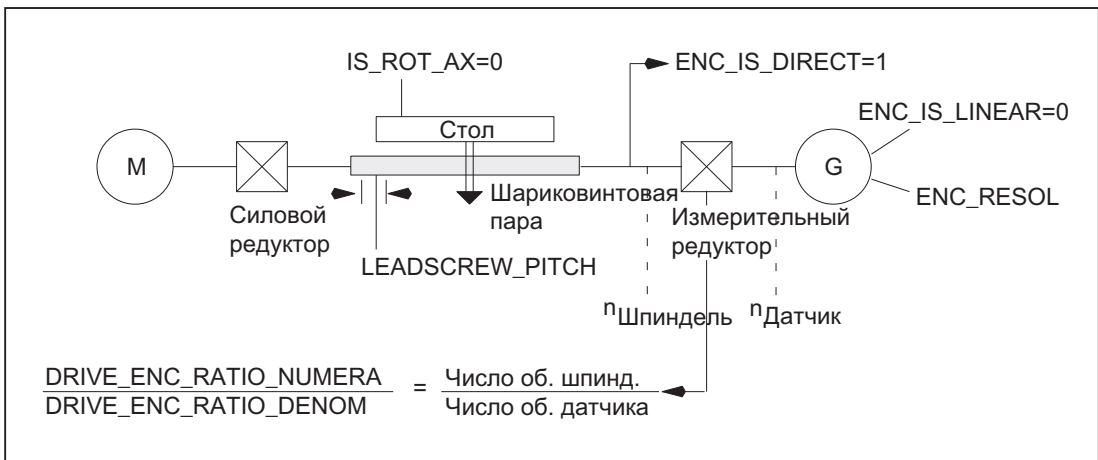 IS_ROT_AX=0
ENC_IS_DIRECT=1
ENC_IS_LINEAR=0
Стол
M
G
Шариковинтовая
пара
ENC_RESOL
Силовой
редуктор
Измерительный
редуктор
LEADSCREW_PITCH
nШпиндель
nДатчик
DRIVE_ENC_RATIO_NUMERA
DRIVE_ENC_RATIO_DENOM
=
Число об. шпинд.
Число об. датчика